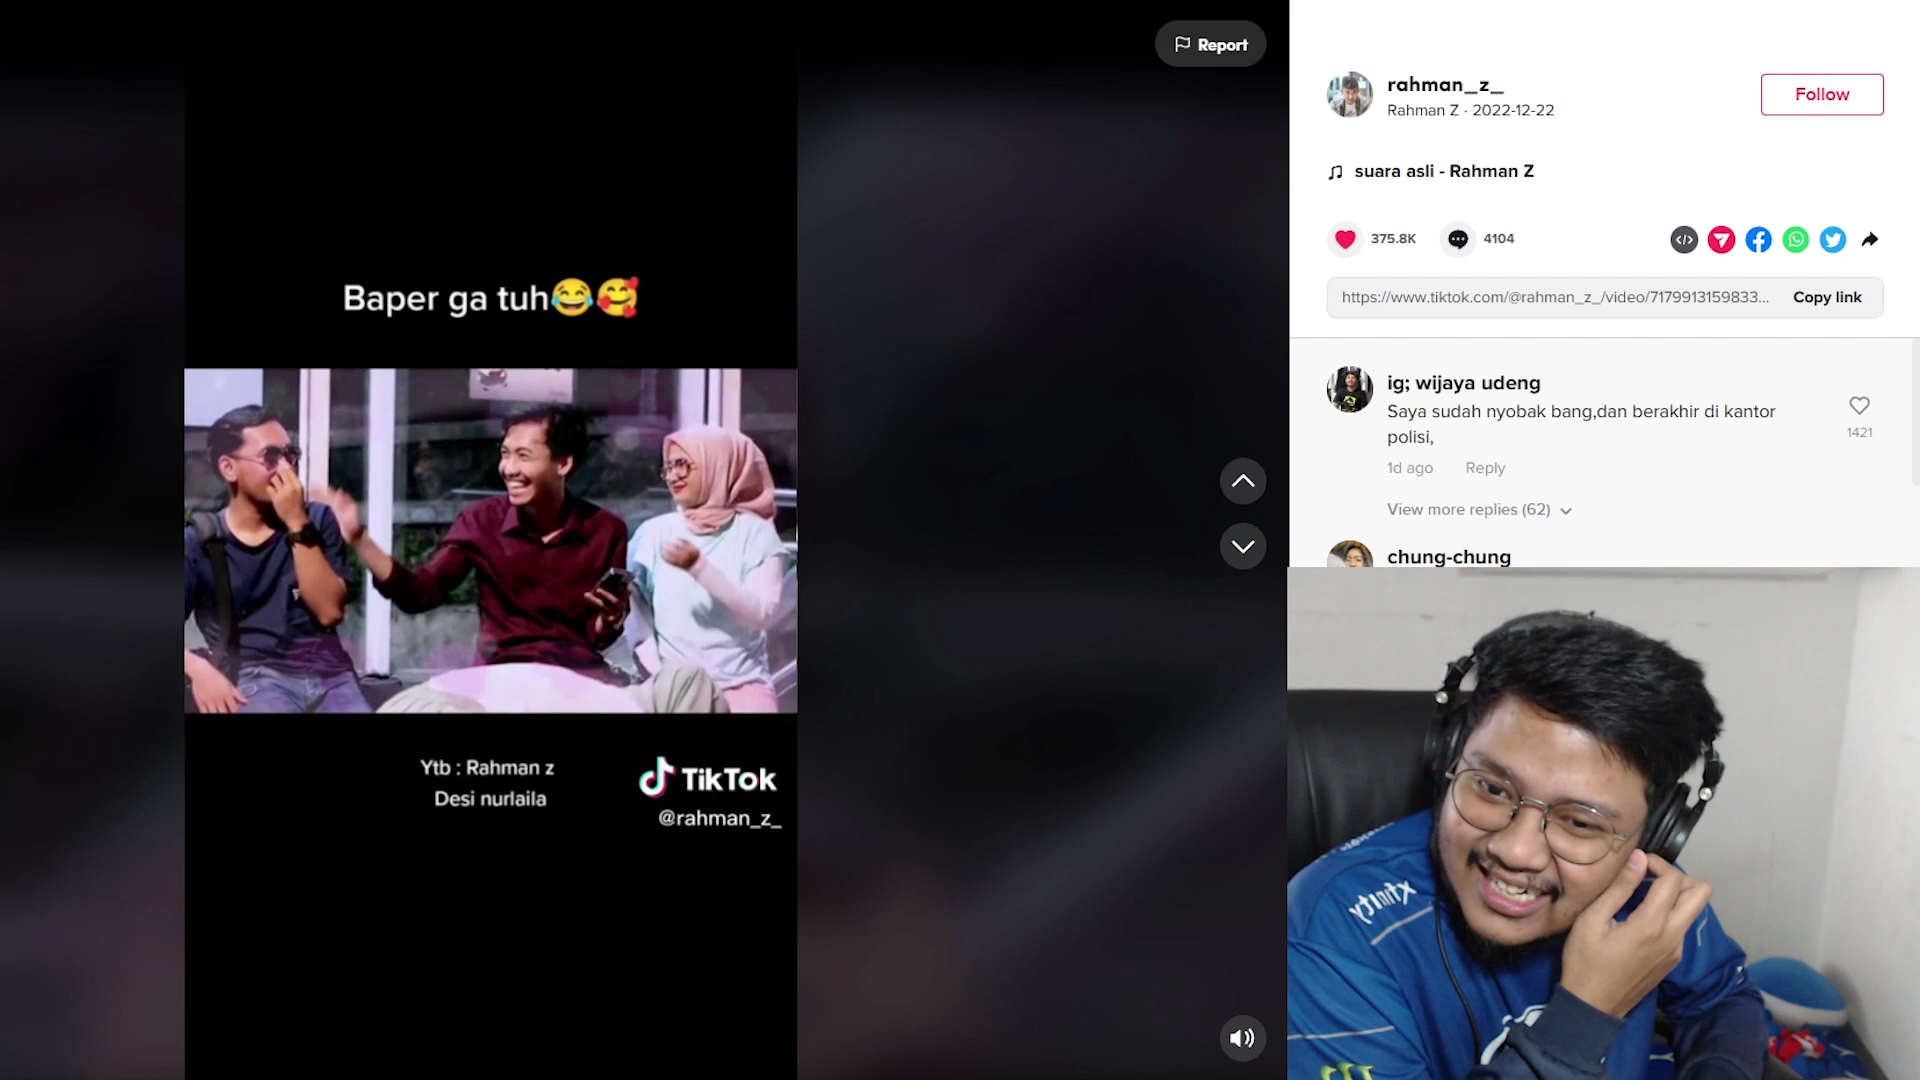 Report
Baper ga tuh😂🥰
Ytb : Rahman z
Desi nurlaila
TikTok
@rahman_z_
rahman_z_
Rahman Z · 2022-12-22
Follow
suara asli - Rahman Z
375.8K
4104
https://www.tiktok.com/@rahman_z_/video/7179913159833...
Copy link
ig; wijaya udeng
Saya sudah nyobak bang,dan berakhir di kantor
polisi,
1421
1d ago
Reply
View more replies (62)
chung-chung
xfinity